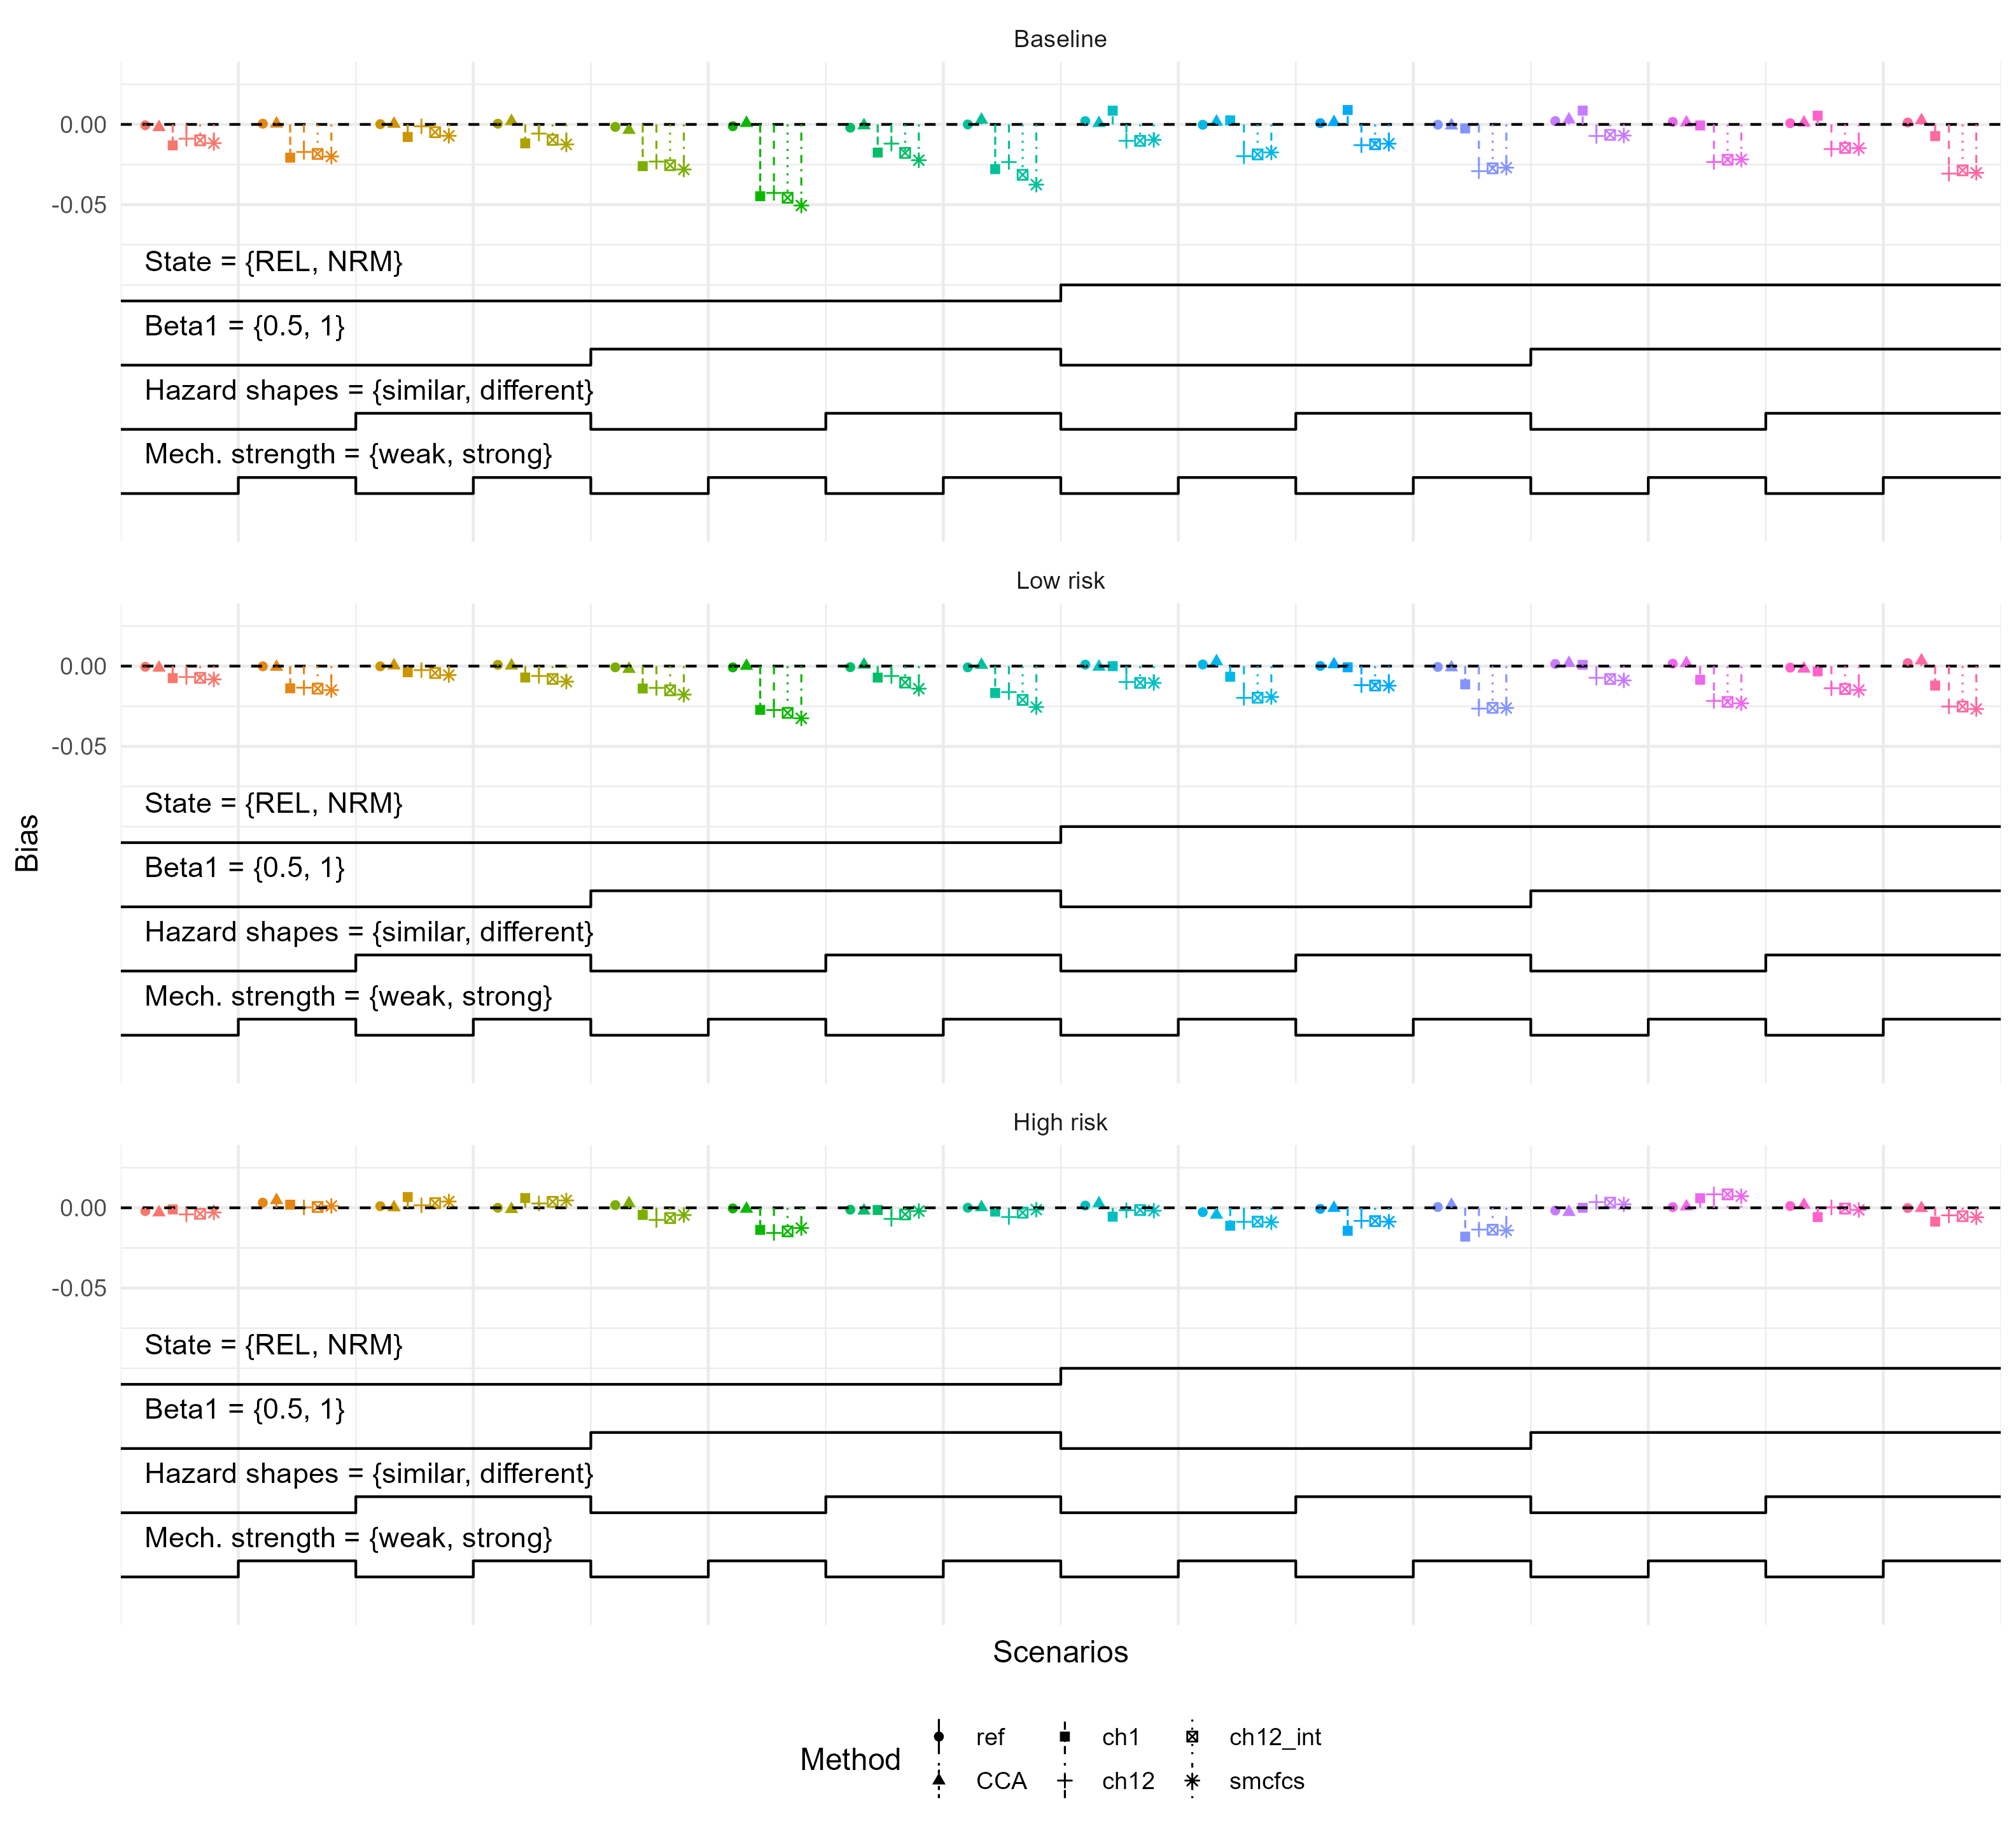 Baseline
0.00
-0.05
State = {REL, NRM}
Beta1 = {0.5, 1}
Hazard shapes = {similar, different}
Mech. strength = {weak, strong}
Low risk
0.00
-0.05
State = {REL, NRM}
Beta1 = {0.5, 1}
Hazard shapes = {similar, different}
Mech. strength = {weak, strong}
Bias
High risk
0.00
-0.05
State = {REL, NRM}
Beta1 = {0.5, 1}
Hazard shapes = {similar, different}
Mech. strength = {weak, strong}
Scenarios
Method
ref
ch1
ch12_int
CCA
ch12
smcfcs